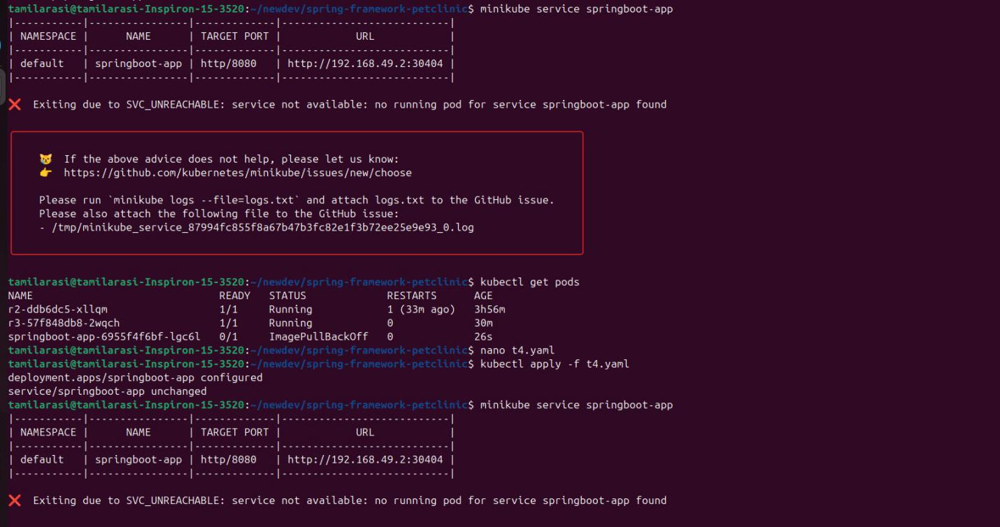 tamilarasi@tamilarasi-Inspiron-15-3520:~/newdev/spring-framework-petclinic$ minikube service springboot-app
|-----------|----------------|-------------|---------------------------|
| NAMESPACE |      NAME      | TARGET PORT |            URL            |
|-----------|----------------|-------------|---------------------------|
| default   | springboot-app | http/8080   | http://192.168.49.2:30404 |
|-----------|----------------|-------------|---------------------------|
❌  Exiting due to SVC_UNREACHABLE: service not available: no running pod for service springboot-app found
😿  If the above advice does not help, please let us know:
👉  https://github.com/kubernetes/minikube/issues/new/choose
Please run `minikube logs --file=logs.txt` and attach logs.txt to the GitHub issue.
Please also attach the following file to the GitHub issue:
- /tmp/minikube_service_87994fc855f8a67b47b3fc82e1f3b72ee25e9e93_0.log
tamilarasi@tamilarasi-Inspiron-15-3520:~/newdev/spring-framework-petclinic$ kubectl get pods
NAME                              READY   STATUS             RESTARTS      AGE
r2-ddb6dc5-xllqm                  1/1     Running            1 (33m ago)   3h56m
r3-57f848db8-2wqch                1/1     Running            0             30m
springboot-app-6955f4f6bf-lgc6l   0/1     ImagePullBackOff   0             26s
tamilarasi@tamilarasi-Inspiron-15-3520:~/newdev/spring-framework-petclinic$ nano t4.yaml
tamilarasi@tamilarasi-Inspiron-15-3520:~/newdev/spring-framework-petclinic$ kubectl apply -f t4.yaml
deployment.apps/springboot-app configured
service/springboot-app unchanged
tamilarasi@tamilarasi-Inspiron-15-3520:~/newdev/spring-framework-petclinic$ minikube service springboot-app
|-----------|----------------|-------------|---------------------------|
| NAMESPACE |      NAME      | TARGET PORT |            URL            |
|-----------|----------------|-------------|---------------------------|
| default   | springboot-app | http/8080   | http://192.168.49.2:30404 |
|-----------|----------------|-------------|---------------------------|
❌  Exiting due to SVC_UNREACHABLE: service not available: no running pod for service springboot-app found